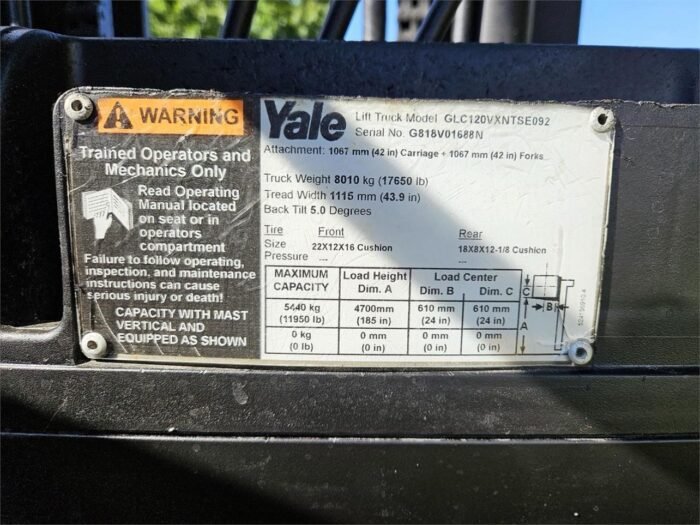 WARNING
Trained Operators and
Mechanics Only
Read Operating
Manual located
on seat or in
operators
compartment
Failure to follow operating,
inspection, and maintenance
instructions can cause
serious injury or death!
CAPACITY WITH MAST
VERTICAL AND
EQUIPPED AS SHOWN
Yale
Lift Truck Model GLC120VXNTSE092
Serial No. G818V01688N
Attachment: 1067 mm (42 in) Carriage + 1067 mm (42 in) Forks
Truck Weight 8010 kg (17650 lb)
Tread Width 1115 mm (43.9 in)
Back Tilt 5.0 Degrees
Tire Front Rear
Size 22X12X16 Cushion 18X8X12-1/8 Cushion
Pressure --- ---
MAXIMUM CAPACITY Load Height Dim. A Load Center Dim. B Dim. C
5440 kg (11950 lb) 4700mm (185 in) 610 mm (24 in) 610 mm (24 in)
0 kg (0 lb) 0 mm (0 in) 0 mm (0 in) 0 mm (0 in)
C
B
A